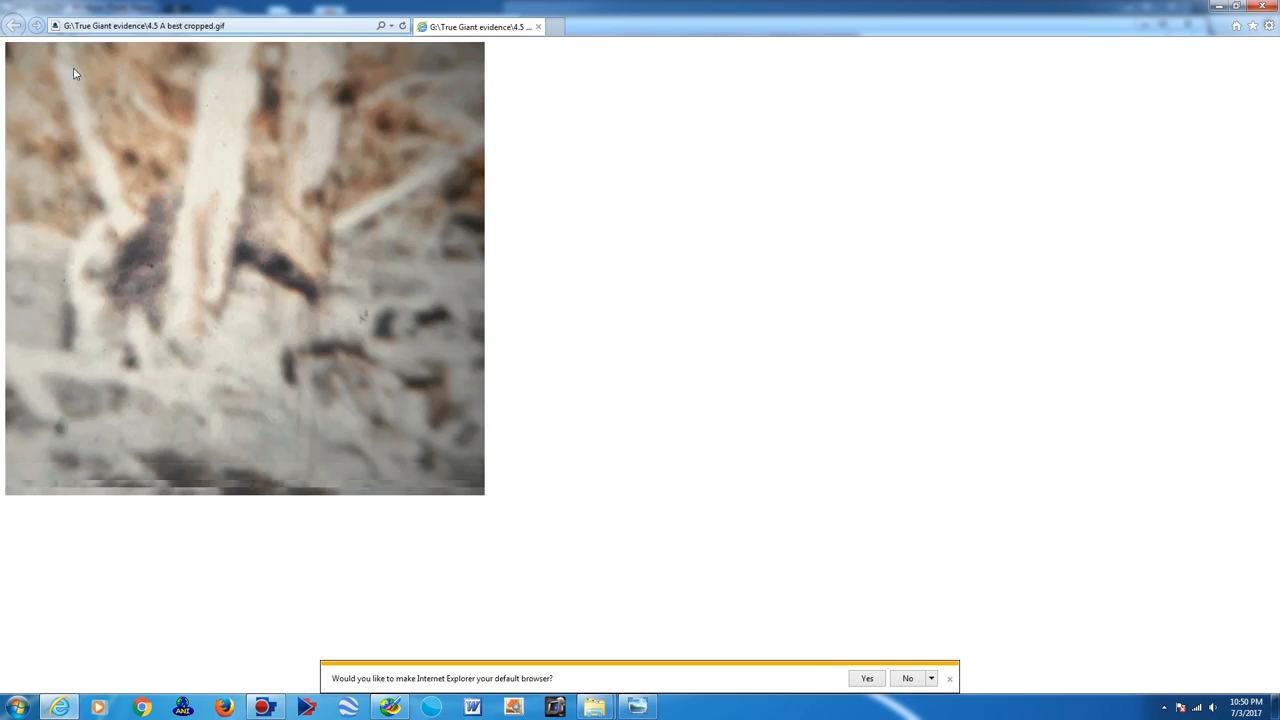 G:\True Giant evidence\4.5 A best cropped.gif
G:\True Giant evidence\4.5 ...
Would you like to make Internet Explorer your default browser?
Yes
No
ANI
10:50 PM
7/3/2017